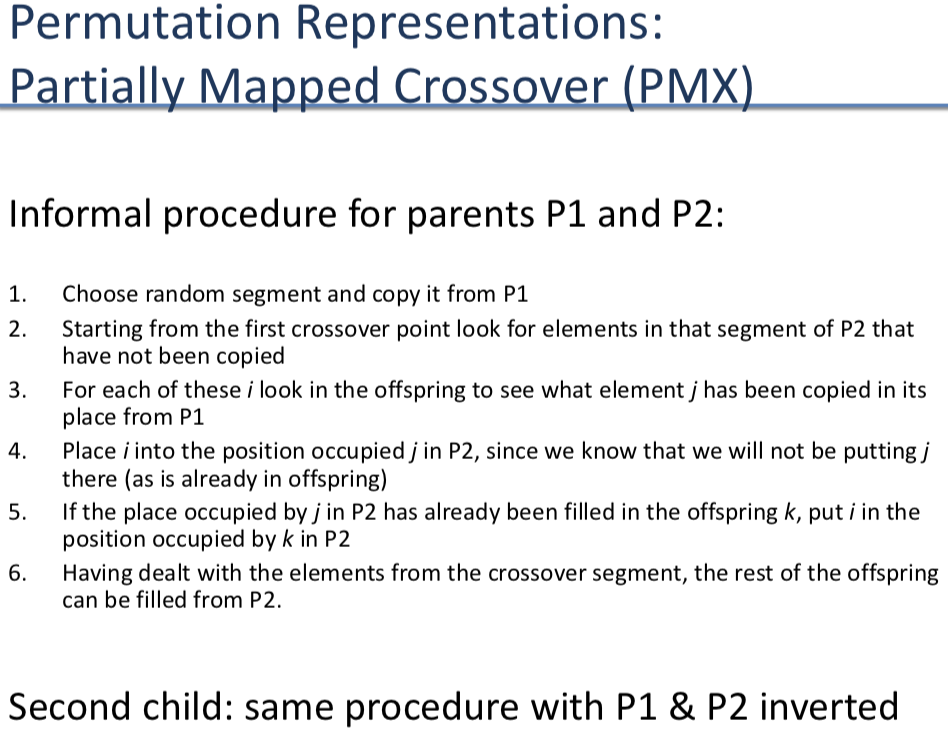 Permutation Representations:
Partially Mapped Crossover (PMX)
Informal procedure for parents P1 and P2:
1. Choose random segment and copy it from P1
2. Starting from the first crossover point look for elements in that segment of P2 that
have not been copied
3. For each of these i look in the offspring to see what element j has been copied in its
place from P1
4. Place i into the position occupied j in P2, since we know that we will not be putting j
there (as is already in offspring)
5. If the place occupied by j in P2 has already been filled in the offspring k, put i in the
position occupied by k in P2
6. Having dealt with the elements from the crossover segment, the rest of the offspring
can be filled from P2.
Second child: same procedure with P1 & P2 inverted